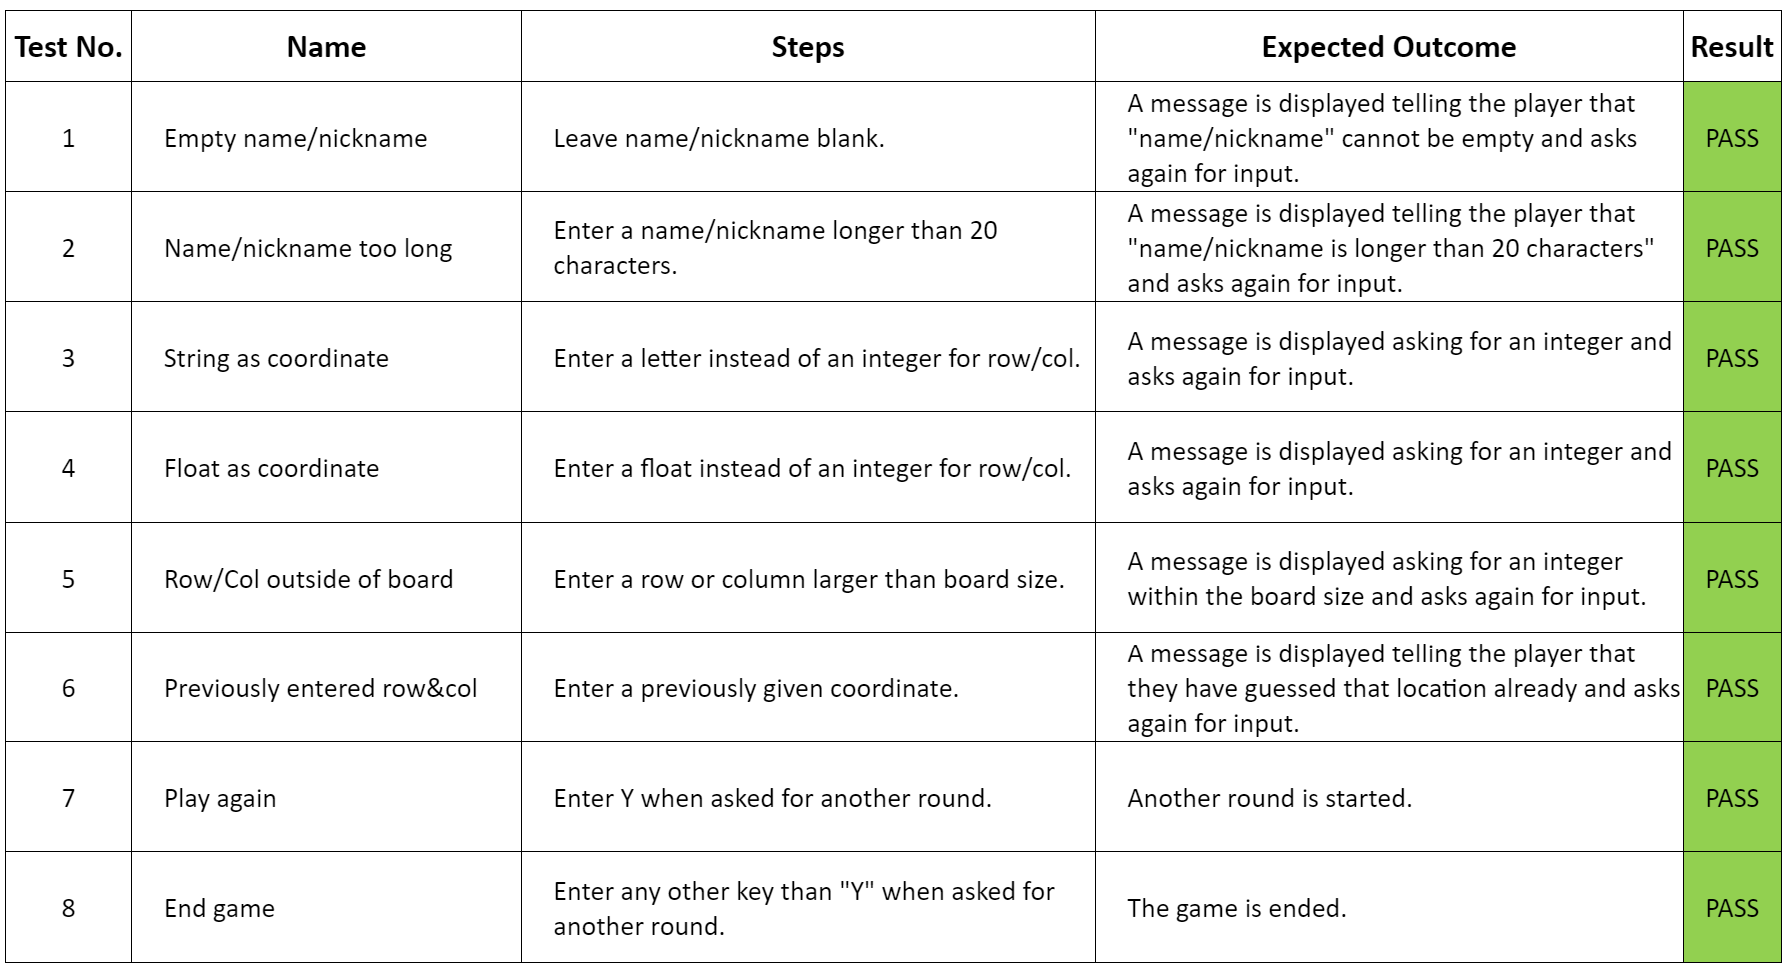 Test No. Name Steps Expected Outcome Result
1 Empty name/nickname Leave name/nickname blank. A message is displayed telling the player that
"name/nickname" cannot be empty and asks
again for input. PASS
2 Name/nickname too long Enter a name/nickname longer than 20
characters. A message is displayed telling the player that
"name/nickname is longer than 20 characters"
and asks again for input. PASS
3 String as coordinate Enter a letter instead of an integer for row/col. A message is displayed asking for an integer and
asks again for input. PASS
4 Float as coordinate Enter a float instead of an integer for row/col. A message is displayed asking for an integer and
asks again for input. PASS
5 Row/Col outside of board Enter a row or column larger than board size. A message is displayed asking for an integer
within the board size and asks again for input. PASS
6 Previously entered row&col Enter a previously given coordinate. A message is displayed telling the player that
they have guessed that location already and asks
again for input. PASS
7 Play again Enter Y when asked for another round. Another round is started. PASS
8 End game Enter any other key than "Y" when asked for
another round. The game is ended. PASS